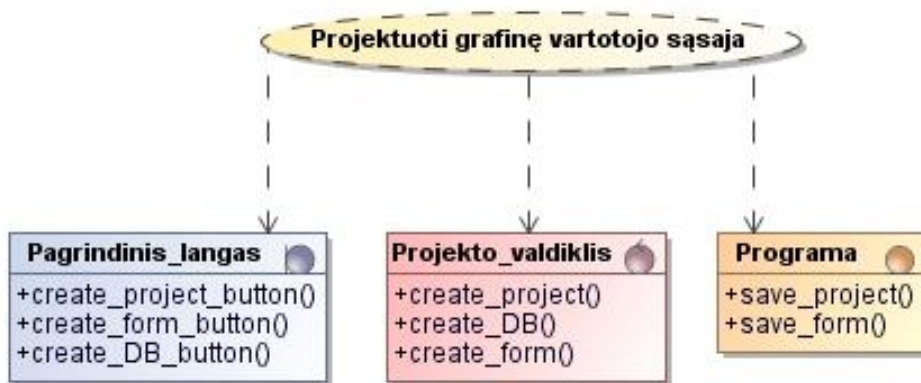 Projektuoti grafinę vartotojo sąsaja
Pagrindinis_langas
+create_project_button()
+create_form_button()
+create_DB_button()
Projekto_valdiklis
+create_project()
+create_DB()
+create_form()
Programa
+save_project()
+save_form()